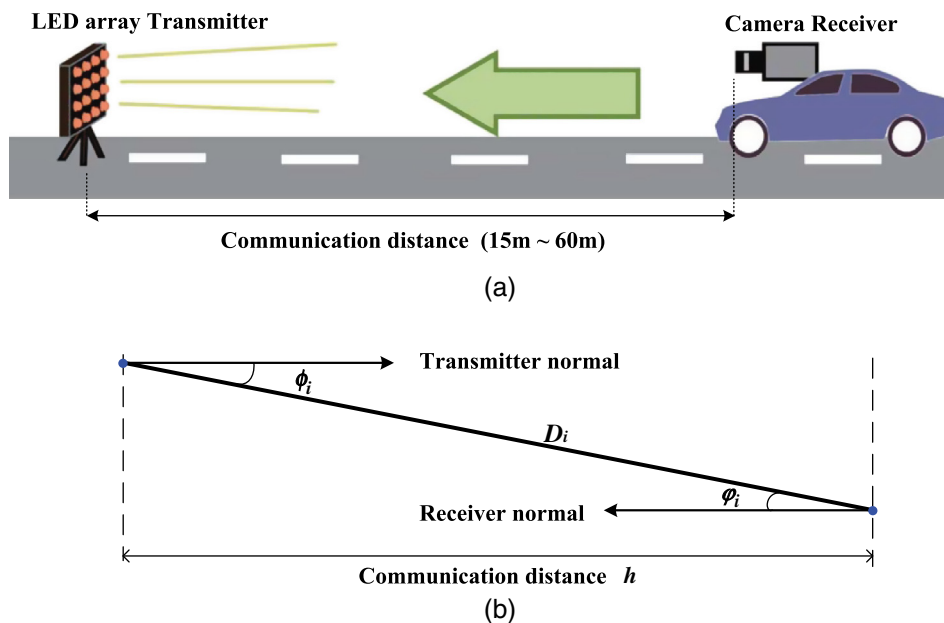 LED array Transmitter
Camera Receiver
Communication distance (15m ~ 60m)
(a)
Transmitter normal
ϕi
Di
φi
Receiver normal
Communication distance h
(b)